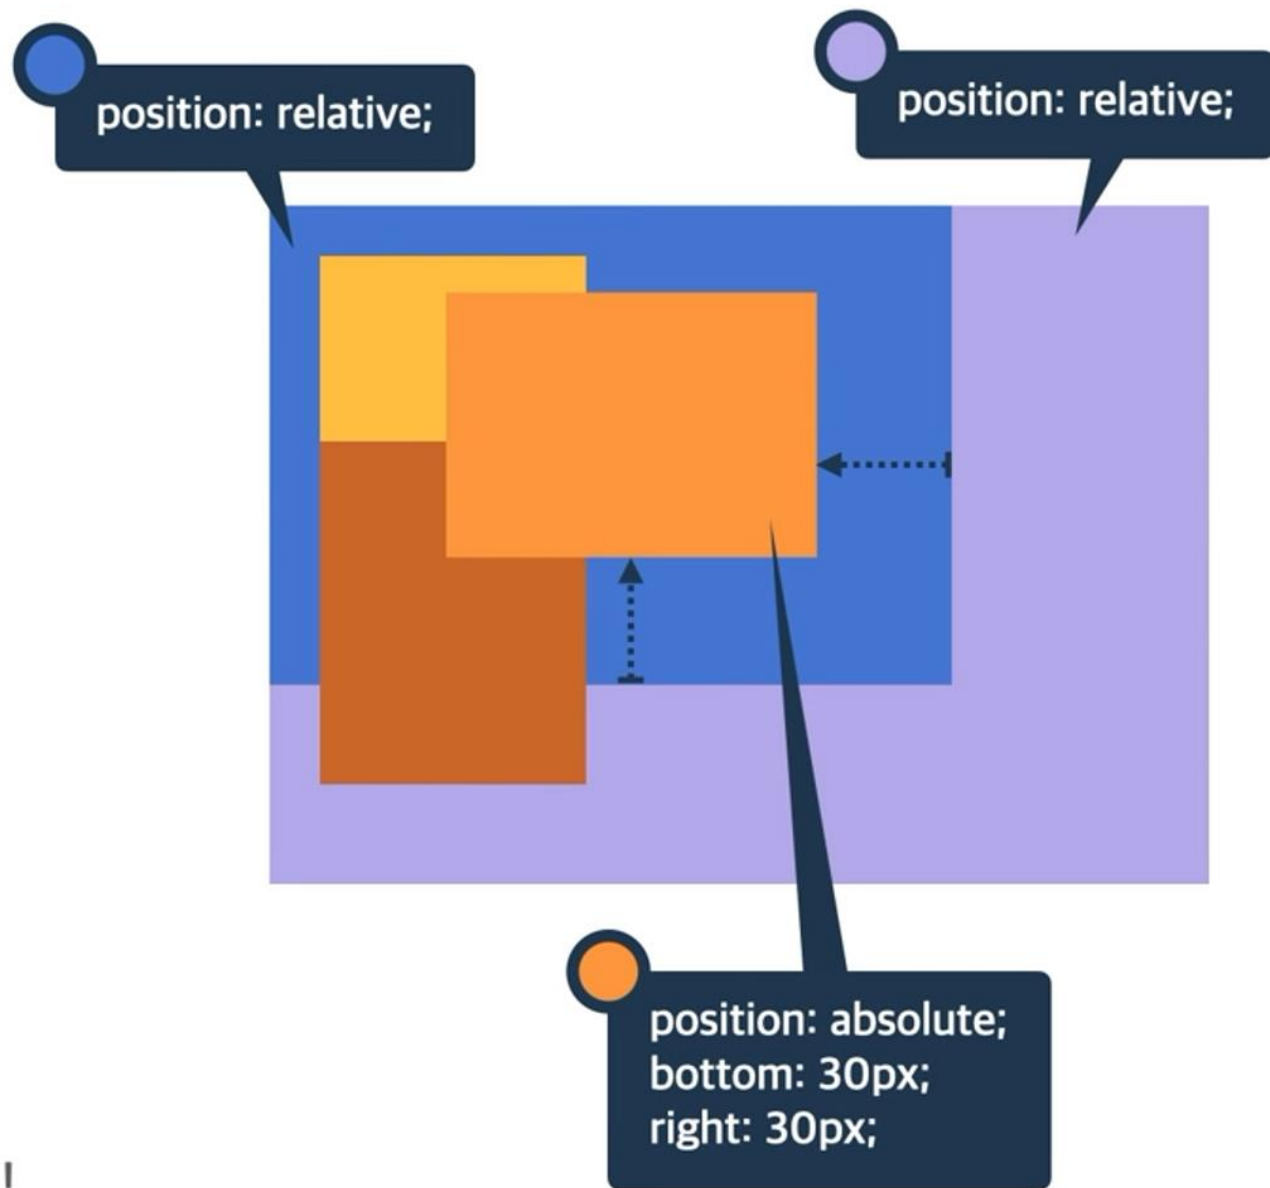 position: relative;
position: relative;
position: absolute;
bottom: 30px;
right: 30px;